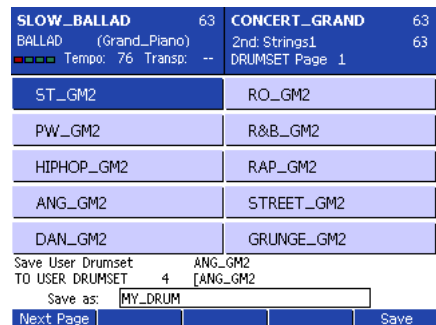 SLOW_BALLAD 63 CONCERT_GRAND 63
BALLAD (Grand_Piano) 2nd: Strings1 63
Tempo: 76 Transp: -- DRUMSET Page 1
ST_GM2 RO_GM2
PW_GM2 R&B_GM2
HIPHOP_GM2 RAP_GM2
ANG_GM2 STREET_GM2
DAN_GM2 GRUNGE_GM2
Save User Drumset ANG_GM2
TO USER DRUMSET 4 [ANG_GM2
Save as: MY_DRUM
Next Page Save